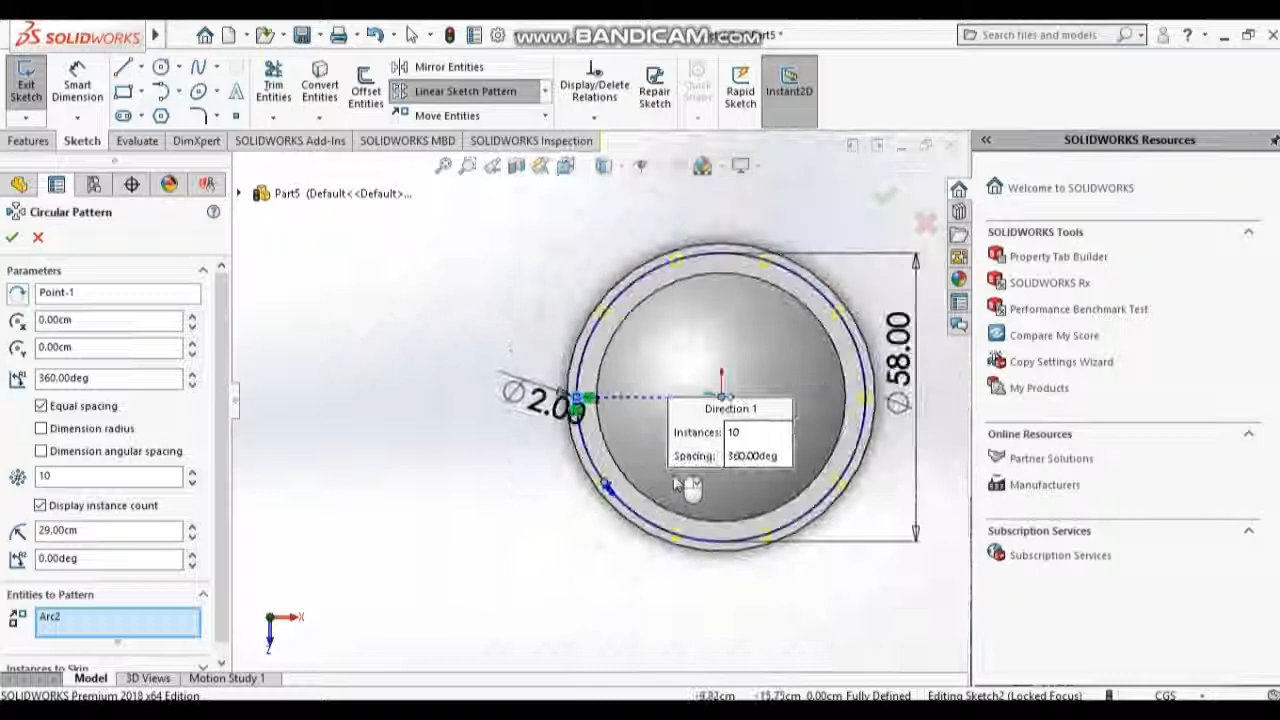 SOLIDWORKS
www.BANDICAM.com
Part5 *
Search files and models
?
Exit Sketch
Smart Dimension
Trim Entities
Convert Entities
Offset Entities
Mirror Entities
Linear Sketch Pattern
Move Entities
Display/Delete Relations
Repair Sketch
Quick Snaps
Rapid Sketch
Instant2D
Features
Sketch
Evaluate
DimXpert
SOLIDWORKS Add-Ins
SOLIDWORKS MBD
SOLIDWORKS Inspection
SOLIDWORKS Resources
Part5 (Default<<Default>...
Circular Pattern
Parameters
Point-1
0.00cm
0.00cm
360.00deg
Equal spacing
Dimension radius
Dimension angular spacing
10
Display instance count
29.00cm
0.00deg
Entities to Pattern
Arc2
Instances to Skip
∅ 2.00
∅ 58.00
Direction 1
Instances: 10
Spacing: 360.00deg
X
Z
Welcome to SOLIDWORKS
SOLIDWORKS Tools
Property Tab Builder
SOLIDWORKS Rx
Performance Benchmark Test
Compare My Score
Copy Settings Wizard
My Products
Online Resources
Partner Solutions
Manufacturers
Subscription Services
Subscription Services
Model
3D Views
Motion Study 1
SOLIDWORKS Premium 2018 x64 Edition
-9.82cm
-15.75cm
0.00cm
Fully Defined
Editing Sketch2 (Locked Focus)
CGS